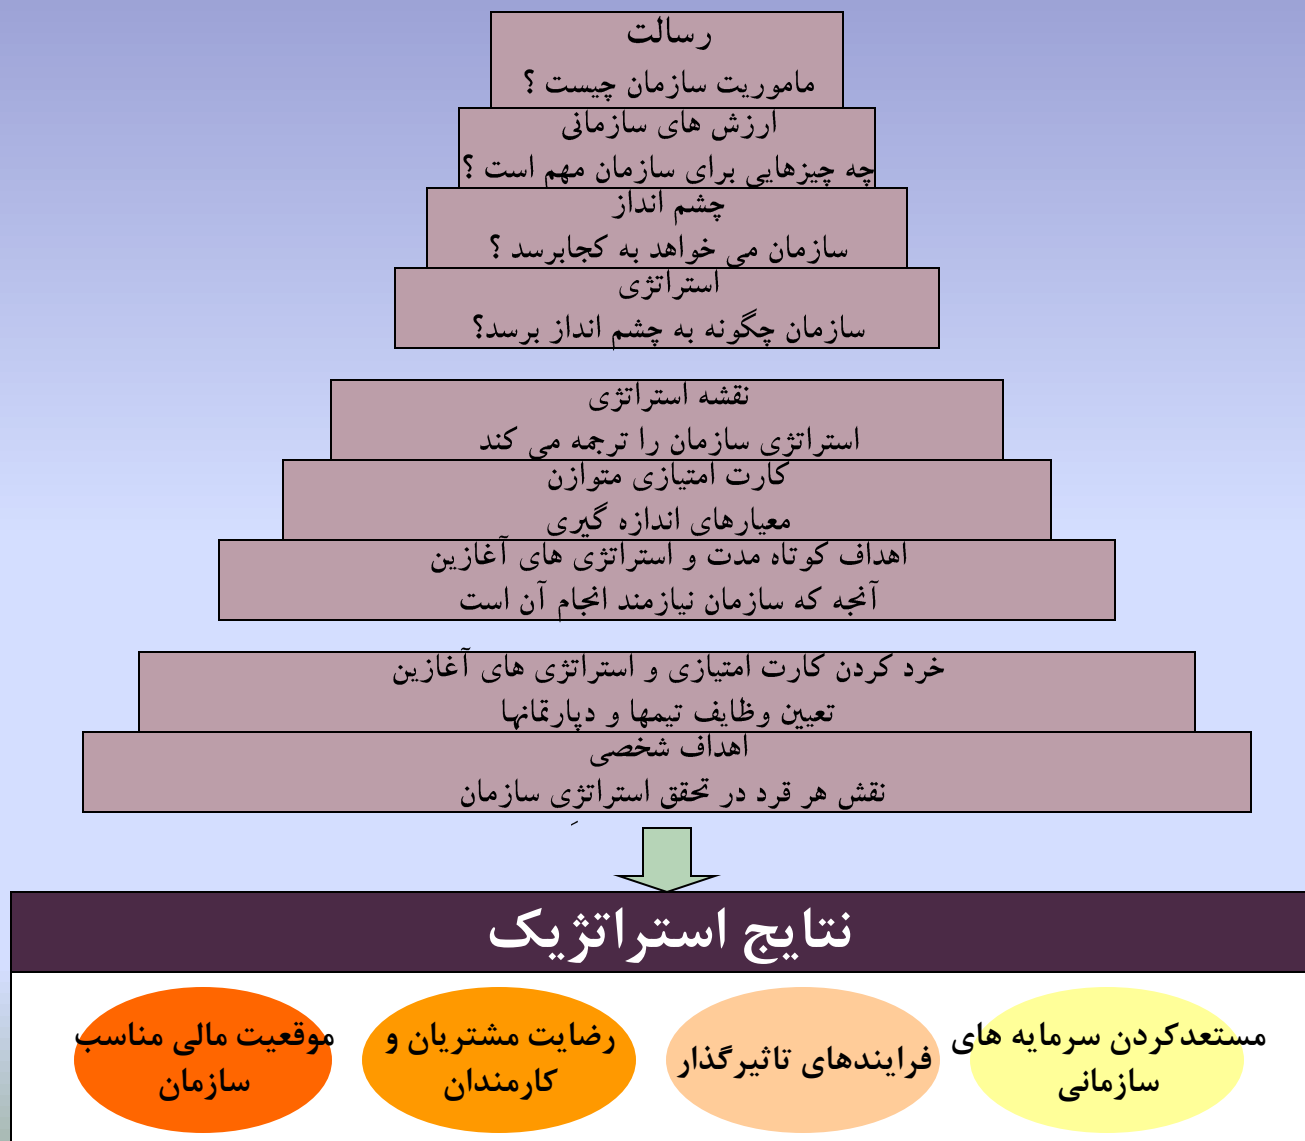 رسالت
ماموریت سازمان چیست ؟
ارزش های سازمانی
چه چیزهایی برای سازمان مهم است ؟
چشم انداز
سازمان می خواهد به کجابرسد ؟
استراتژی
سازمان چگونه به چشم انداز برسد؟
نقشه استراتژی
استراتژی سازمان را ترجمه می کند
کارت امتیازی متوازن
معیارهای اندازه گیری
اهداف کوتاه مدت و استراتژی های آغازین
آنجه که سازمان نیازمند انجام آن است
خرد کردن کارت امتیازی و استراتژی های آغازین
تعیین وظایف تیمها و دپارتمانها
اهداف شخصی
نقش هر قرد در تحقق استراتژِی سازمان
نتایج استراتژیک
مستعدکردن سرمایه های
سازمانی
فرایندهای تاثیرگذار
رضایت مشتریان و
کارمندان
موقعیت مالی مناسب
سازمان